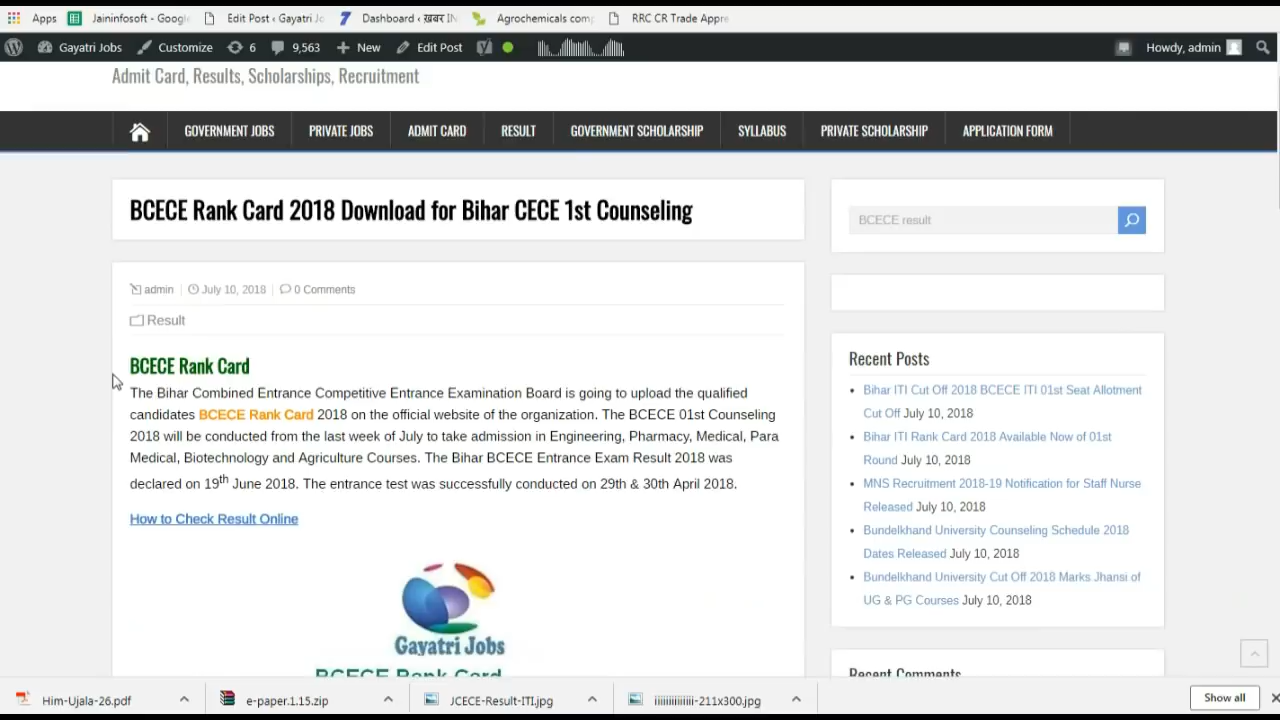 Apps Jaininfosoft - Google Edit Post ‹ Gayatri Jo Dashboard ‹ ख़बर IN Agrochemicals comp RRC CR Trade Appre
Gayatri Jobs Customize 6 9,563 New Edit Post Howdy, admin
Admit Card, Results, Scholarships, Recruitment
GOVERNMENT JOBS PRIVATE JOBS ADMIT CARD RESULT GOVERNMENT SCHOLARSHIP SYLLABUS PRIVATE SCHOLARSHIP APPLICATION FORM
BCECE Rank Card 2018 Download for Bihar CECE 1st Counseling
admin July 10, 2018 0 Comments
Result
BCECE Rank Card
The Bihar Combined Entrance Competitive Entrance Examination Board is going to upload the qualified
candidates BCECE Rank Card 2018 on the official website of the organization. The BCECE 01st Counseling
2018 will be conducted from the last week of July to take admission in Engineering, Pharmacy, Medical, Para
Medical, Biotechnology and Agriculture Courses. The Bihar BCECE Entrance Exam Result 2018 was
declared on 19th June 2018. The entrance test was successfully conducted on 29th & 30th April 2018.
How to Check Result Online
Gayatri Jobs
BCECE Rank Card
BCECE result
Recent Posts
Bihar ITI Cut Off 2018 BCECE ITI 01st Seat Allotment
Cut Off July 10, 2018
Bihar ITI Rank Card 2018 Available Now of 01st
Round July 10, 2018
MNS Recruitment 2018-19 Notification for Staff Nurse
Released July 10, 2018
Bundelkhand University Counseling Schedule 2018
Dates Released July 10, 2018
Bundelkhand University Cut Off 2018 Marks Jhansi of
UG & PG Courses July 10, 2018
Recent Comments
Him-Ujala-26.pdf e-paper.1.15.zip JCECE-Result-ITI.jpg Show all